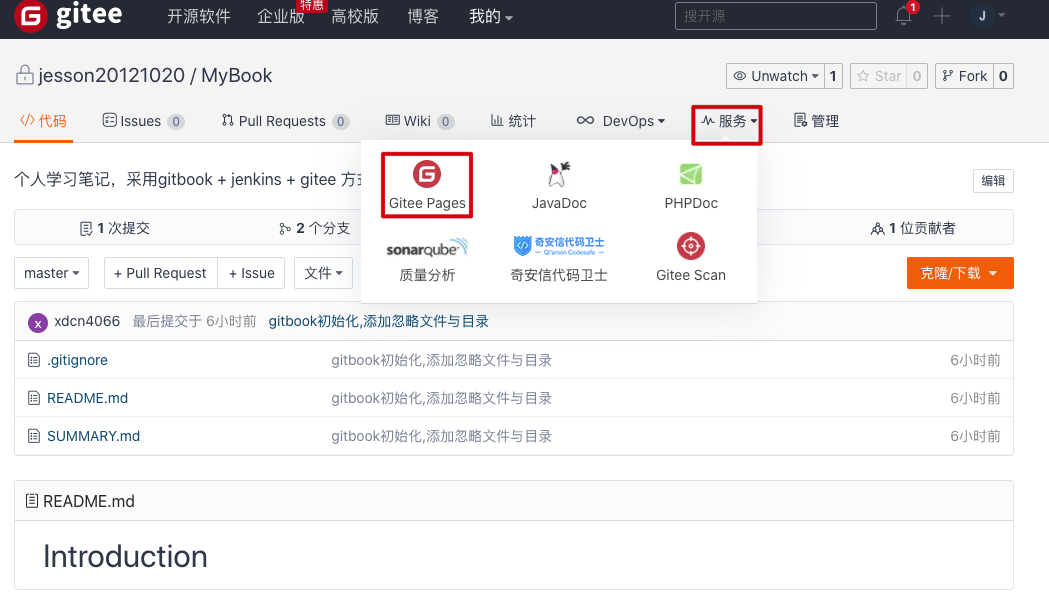 gitee 开源软件 企业版 特惠 高校版 博客 我的 搜开源 1 J
jesson20121020 / MyBook Unwatch 1 Star 0 Fork 0
代码 Issues 0 Pull Requests 0 Wiki 0 统计 DevOps 服务 管理
个人学习笔记，采用gitbook + jenkins + gitee 编辑
Gitee Pages JavaDoc PHPDoc
1 次提交 2 个分支 1 位贡献者
sonarqube 奇安信代码卫士
Qi'anxin Codesafe
质量分析 奇安信代码卫士 Gitee Scan
master + Pull Request + Issue 文件 克隆/下载
x xdcn4066 最后提交于 6小时前 gitbook初始化,添加忽略文件与目录
.gitignore gitbook初始化,添加忽略文件与目录 6小时前
README.md gitbook初始化,添加忽略文件与目录 6小时前
SUMMARY.md gitbook初始化,添加忽略文件与目录 6小时前
README.md
Introduction